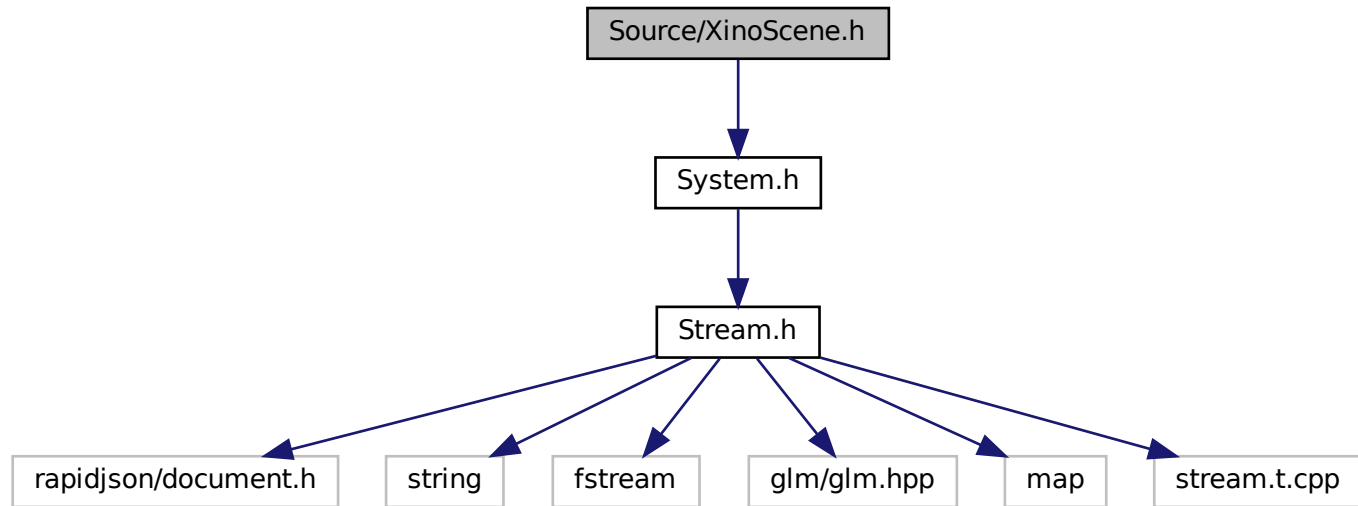 Source/XinoScene.h
System.h
Stream.h
rapidjson/document.h
string
fstream
glm/glm.hpp
map
stream.t.cpp